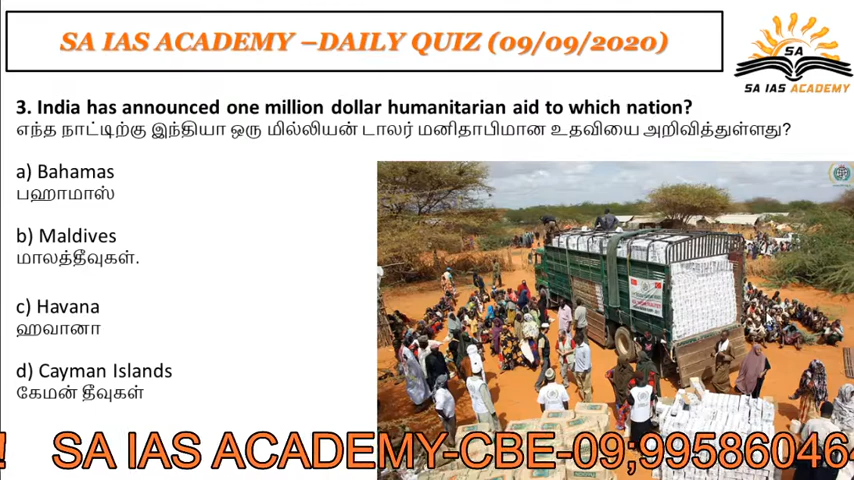 SA IAS ACADEMY –DAILY QUIZ (09/09/2020)
SA
SA IAS ACADEMY
3. India has announced one million dollar humanitarian aid to which nation?
எந்த நாட்டிற்கு இந்தியா ஒரு மில்லியன் டாலர் மனிதாபிமான உதவியை அறிவித்துள்ளது?
a) Bahamas
பஹாமாஸ்
b) Maldives
மாலத்தீவுகள்.
c) Havana
ஹவானா
d) Cayman Islands
கேமன் தீவுகள்
! SA IAS ACADEMY-CBE-09;995860464